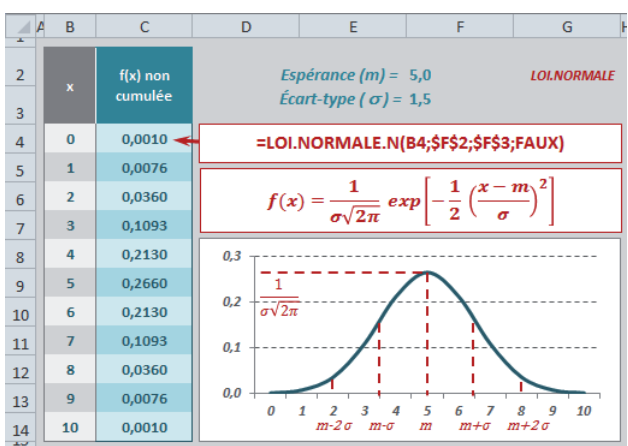 A B C D E F G H
1
2 Espérance (m) = 5,0 LOI.NORMALE
x f(x) non cumulée
3 Écart-type ( σ) = 1,5
4 0 0,0010 =LOI.NORMALE.N(B4;$F$2;$F$3;FAUX)
5 1 0,0076
6 2 0,0360 f(x) = 1/(σ√2π) exp[−1/2 ((x − m)/σ)²]
7 3 0,1093
8 4 0,2130
9 5 0,2660
10 6 0,2130
11 7 0,1093
12 8 0,0360
13 9 0,0076
14 10 0,0010
0,3
1/(σ√2π)
0,2
0,1
0,0
0 1 2 3 4 5 6 7 8 9 10
m-2σ m-σ m m+σ m+2σ